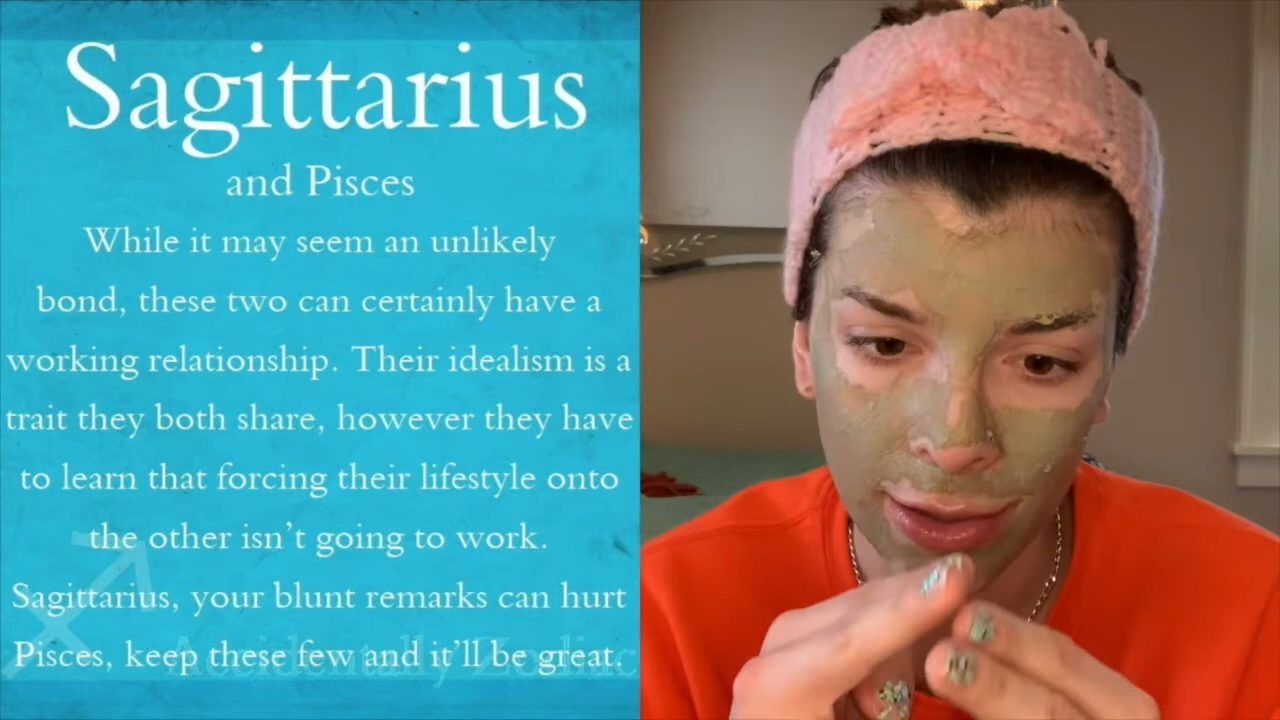 Sagittarius
and Pisces
While it may seem an unlikely
bond, these two can certainly have a
working relationship. Their idealism is a
trait they both share, however they have
to learn that forcing their lifestyle onto
the other isn't going to work.
Sagittarius, your blunt remarks can hurt
Pisces, keep these few and it'll be great.
Accidentally Zodiac